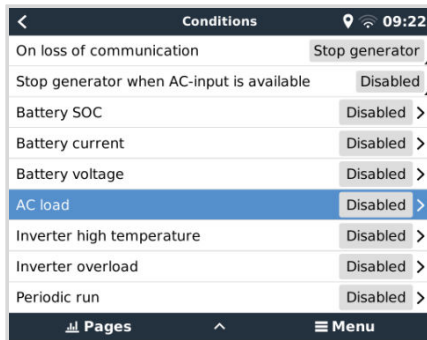 Conditions 09:22
On loss of communication Stop generator
Stop generator when AC-input is available Disabled
Battery SOC Disabled
Battery current Disabled
Battery voltage Disabled
AC load Disabled
Inverter high temperature Disabled
Inverter overload Disabled
Periodic run Disabled
Pages Menu